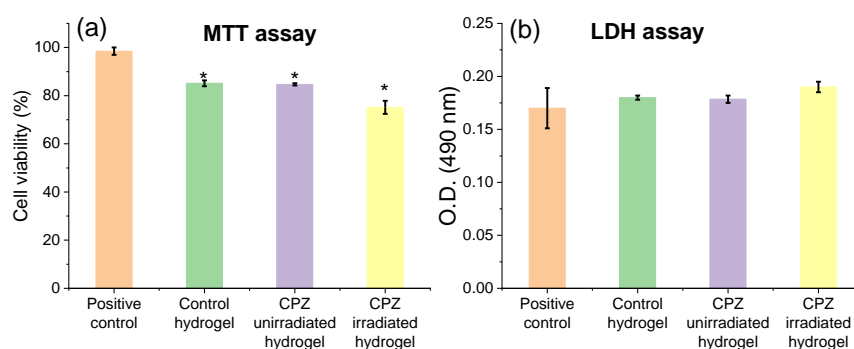 (a)
MTT assay
Cell viability (%)
100
80
60
40
20
0
*
*
*
Positive
control
Control
hydrogel
CPZ
unirradiated
hydrogel
CPZ
irradiated
hydrogel
(b)
LDH assay
O.D. (490 nm)
0.25
0.20
0.15
0.10
0.05
0.00
Positive
control
Control
hydrogel
CPZ
unirradiated
hydrogel
CPZ
irradiated
hydrogel